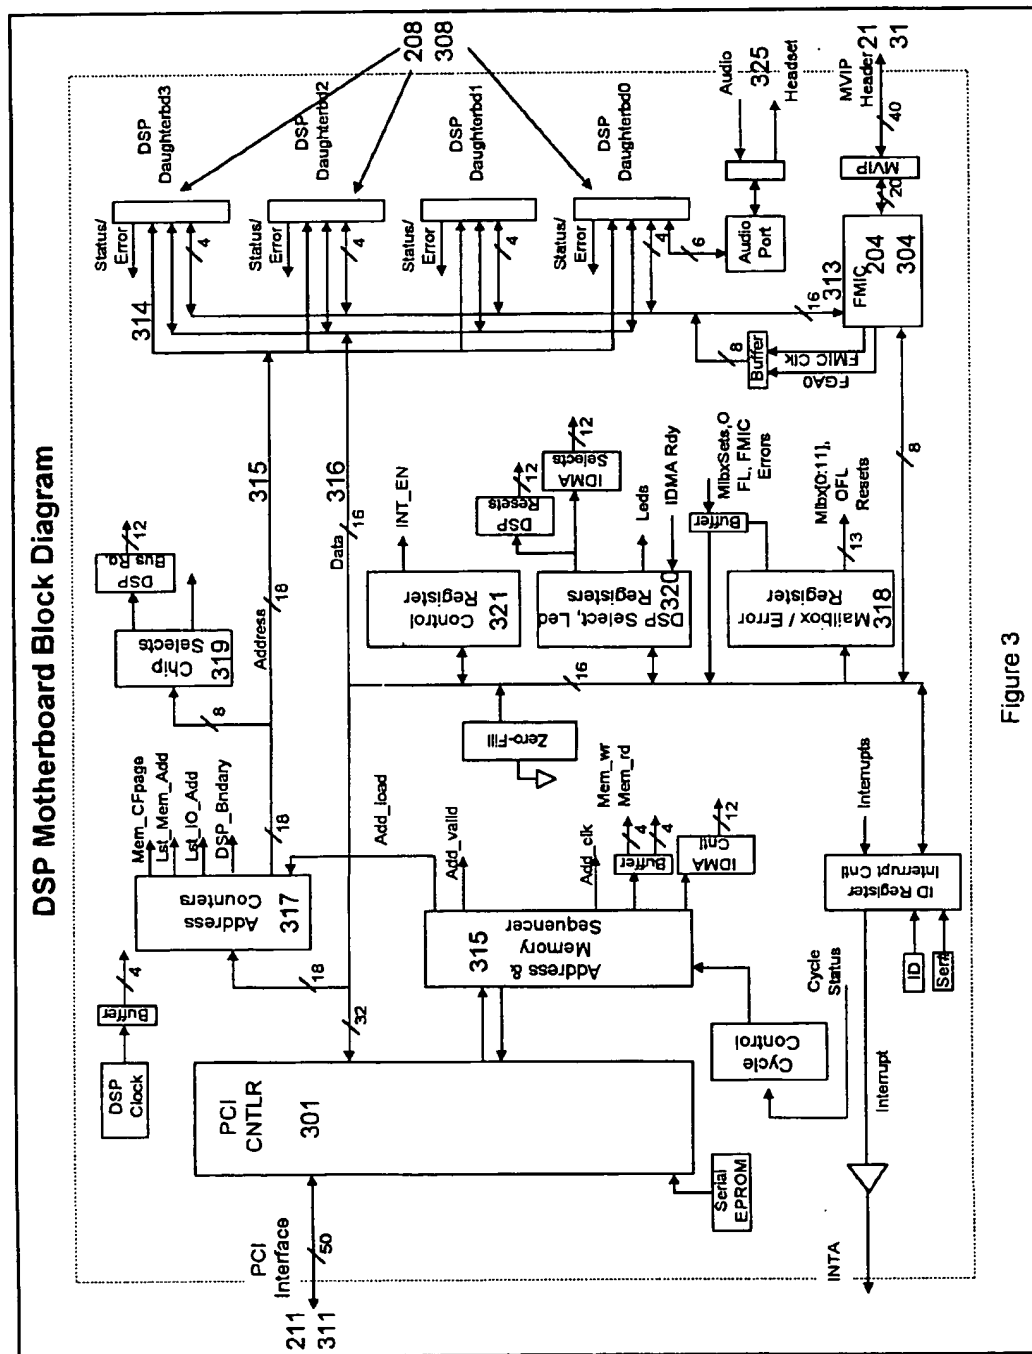 DSP Motherboard Block Diagram
PCI
Interface
50
211
311
PCI
CNTLR
301
Serial
EPROM
DSP
Clock
Buffer
4
32
18
Address
Counters
317
Mem_CFpage
Lst_Mem_Add
Lst_IO_Add
DSP_Bndary
18
8
Chip
Selects
319
DSP
Bus Rq.
12
Address
18
315
Data
16
316
Add_load
Add_valid
Address &
Memory
Sequencer
315
Add_clk
Buffer
4
4
Mem_wr
Mem_rd
IDMA
Cntl
12
Cycle
Control
Cycle
Status
Zero-Fill
16
Register
Control
321
INT_EN
DSP Select, Led
Registers
320
DSP
Resets
12
IDMA
Selects
12
Leds
IDMA Rdy
Mailbox / Error
Register
318
Buffer
MlbxSets,O
FL, FMIC
Errors
13
Mlbx[0:11],
OFL
Resets
8
INTA
Interrupt
ID Register
Interrupt Cntl
Interrupts
ID
Seri
314
Status/
Error
4
DSP
Daughterbd3
Status/
Error
4
DSP
Daughterbd2
Status/
Error
4
DSP
Daughterbd1
Status/
Error
4
6
DSP
Daughterbd0
208
308
Audio
Port
Audio
325
Headset
16
313
FMIC
204
304
Buffer
8
FMIC Clk
FGA0
20
MVIP
40
MVIP
Header
21
31
Figure 3